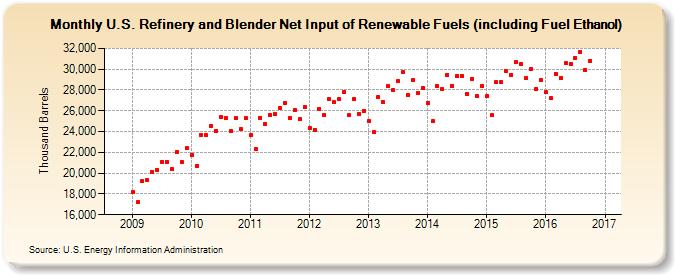 Monthly U.S. Refinery and Blender Net Input of Renewable Fuels (including Fuel Ethanol)
Thousand Barrels
32,000
30,000
28,000
26,000
24,000
22,000
20,000
18,000
16,000
2009 2010 2011 2012 2013 2014 2015 2016 2017
Source: U.S. Energy Information Administration